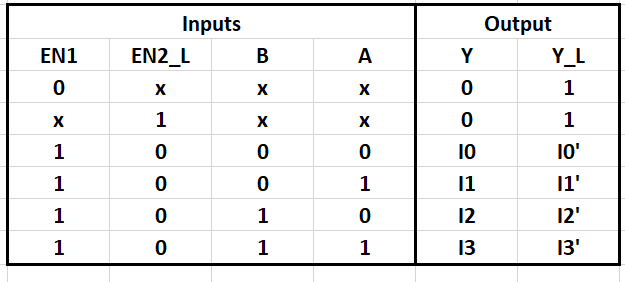 Inputs Output
EN1 EN2_L B A Y Y_L
0 x x x 0 1
x 1 x x 0 1
1 0 0 0 I0 I0'
1 0 0 1 I1 I1'
1 0 1 0 I2 I2'
1 0 1 1 I3 I3'